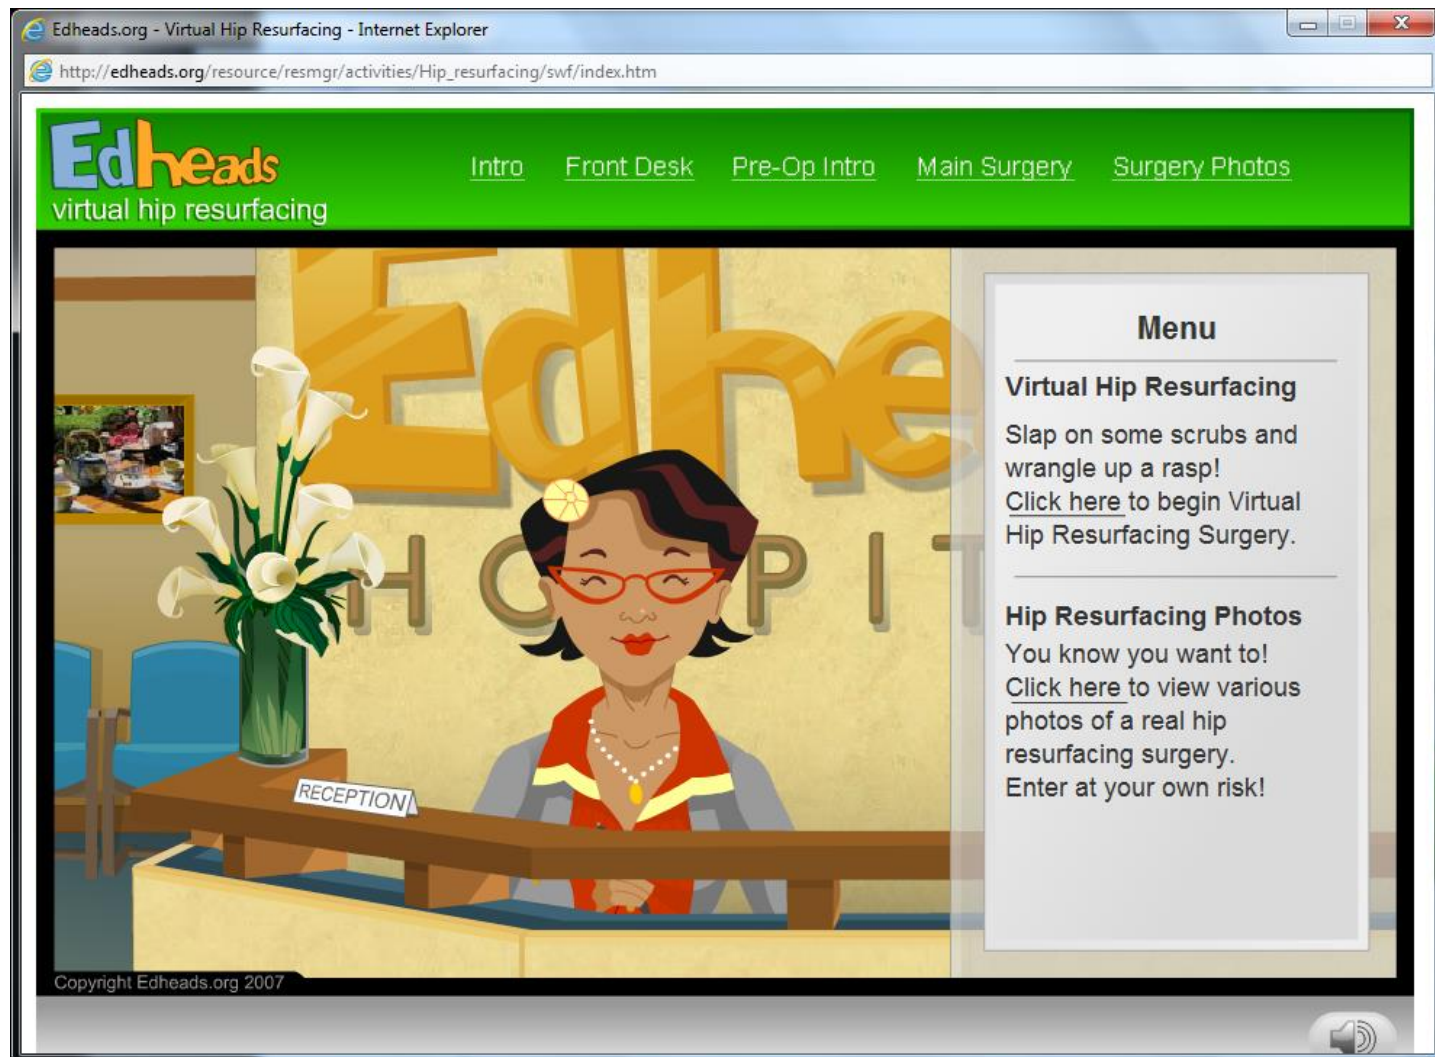 Edheads.org - Virtual Hip Resurfacing - Internet Explorer
http://edheads.org/resource/resmgr/activities/Hip_resurfacing/swf/index.htm
Edheads
virtual hip resurfacing
Intro Front Desk Pre-Op Intro Main Surgery Surgery Photos
Edhe
HO PIT
RECEPTION
Menu
Virtual Hip Resurfacing
Slap on some scrubs and
wrangle up a rasp!
Click here to begin Virtual
Hip Resurfacing Surgery.
Hip Resurfacing Photos
You know you want to!
Click here to view various
photos of a real hip
resurfacing surgery.
Enter at your own risk!
Copyright Edheads.org 2007